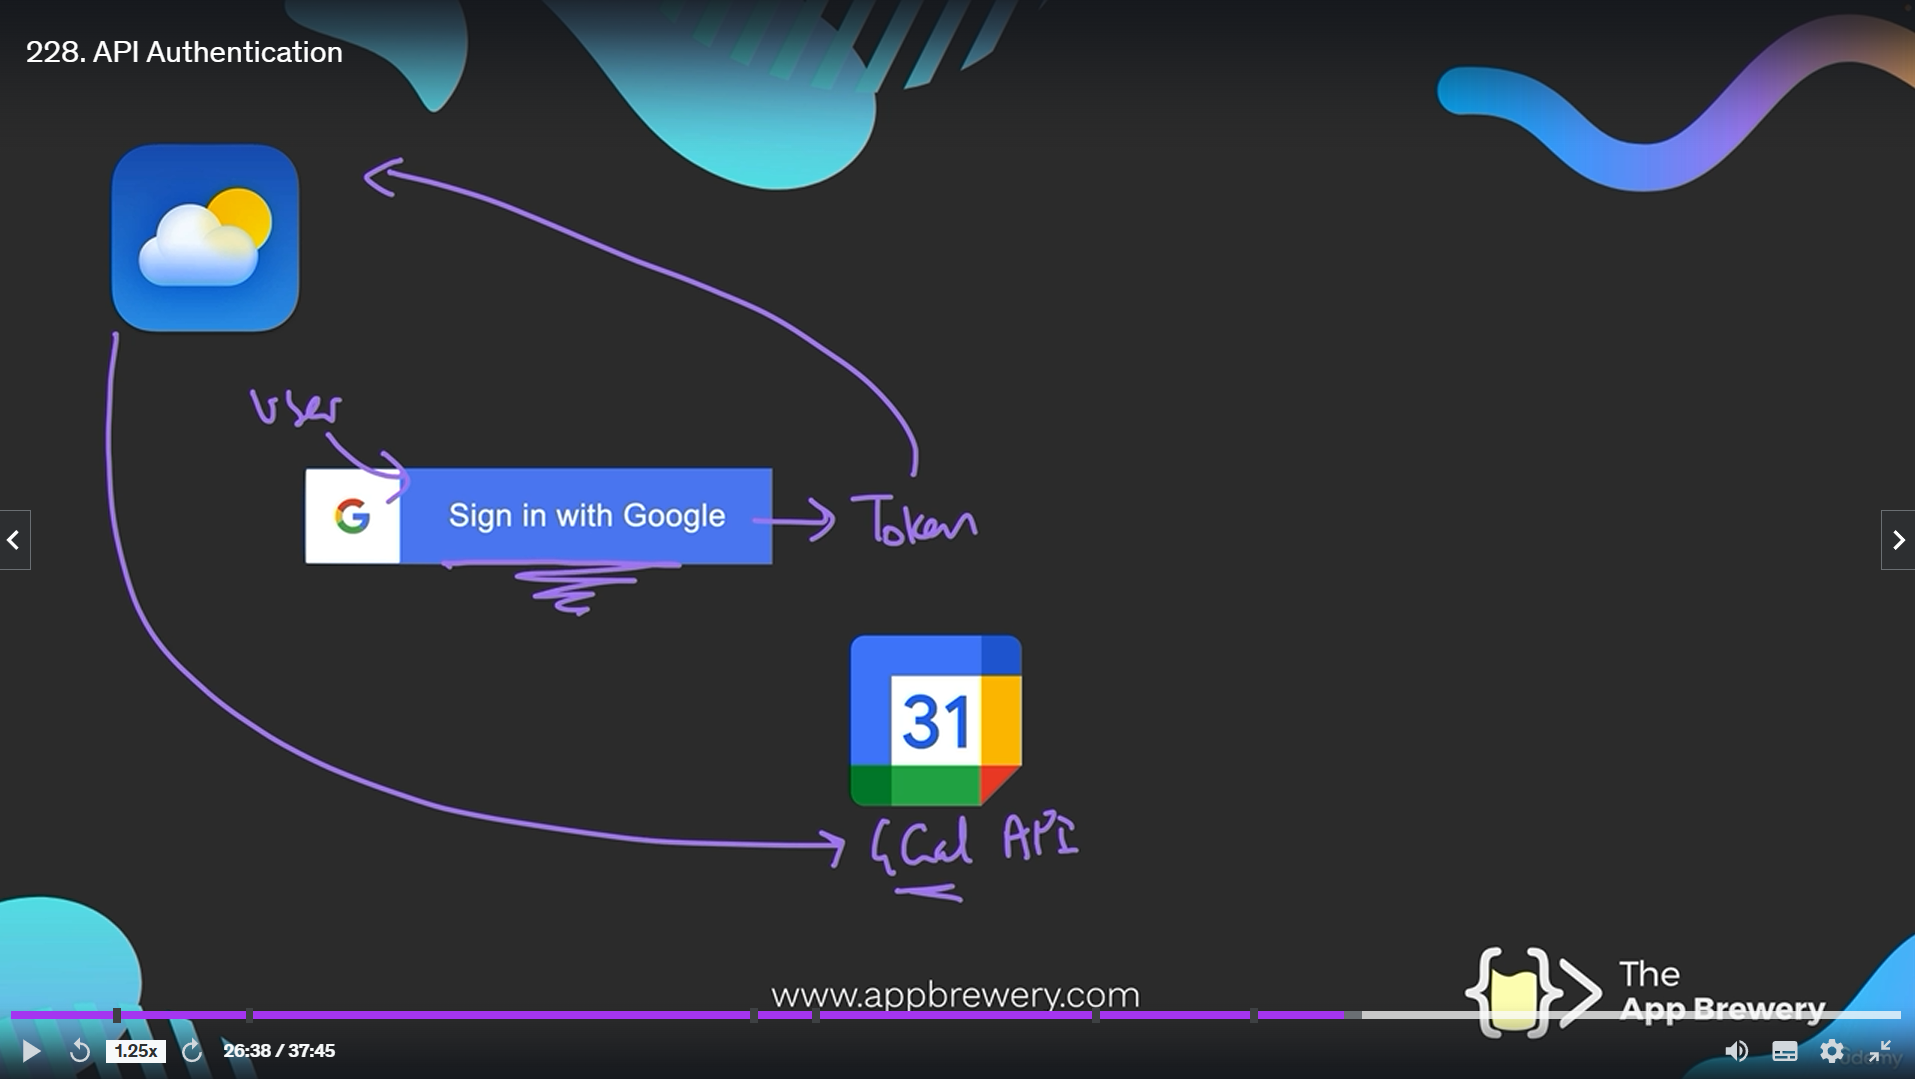 228. API Authentication
User
G Sign in with Google
Token
31
GCal API
www.appbrewery.com
The
App Brewery
1.25x
26:38 / 37:45
udemy